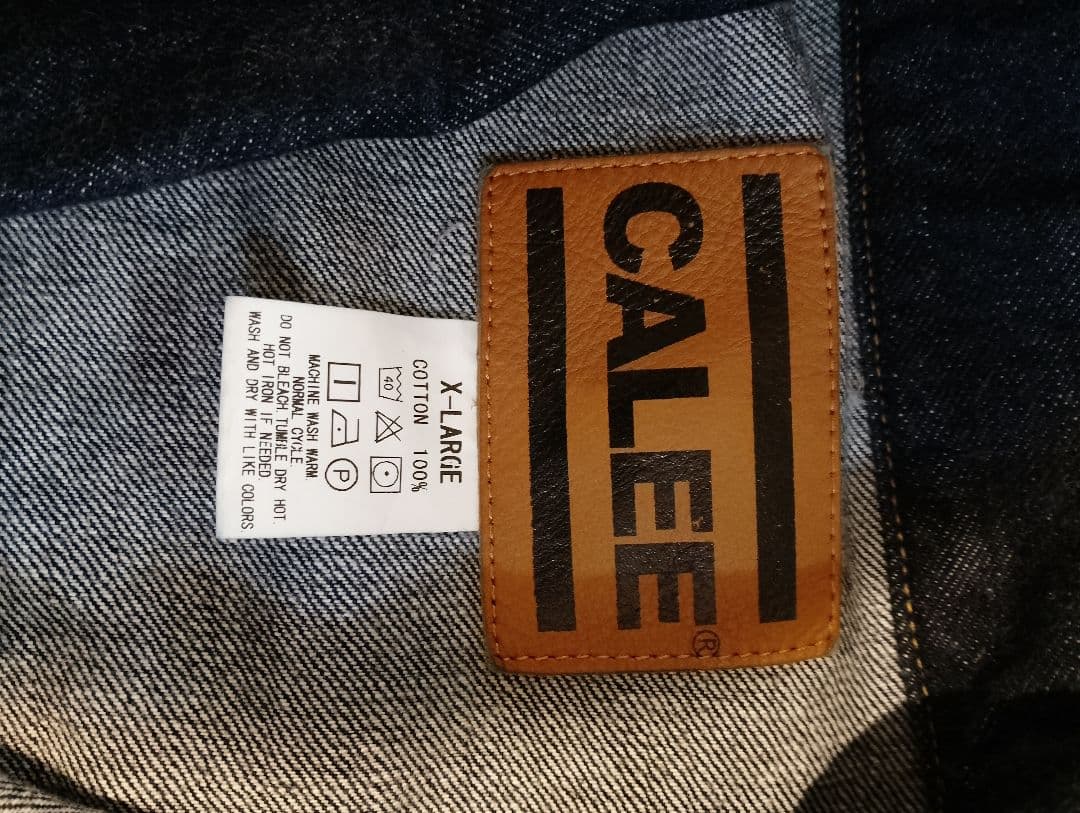 CALEE®
X-LARGE
COTTON 100%
40
P
MACHINE WASH WARM
NORMAL CYCLE.
DO NOT BLEACH. TUMBLE DRY HOT.
HOT IRON IF NEEDED.
WASH AND DRY WITH LIKE COLORS.